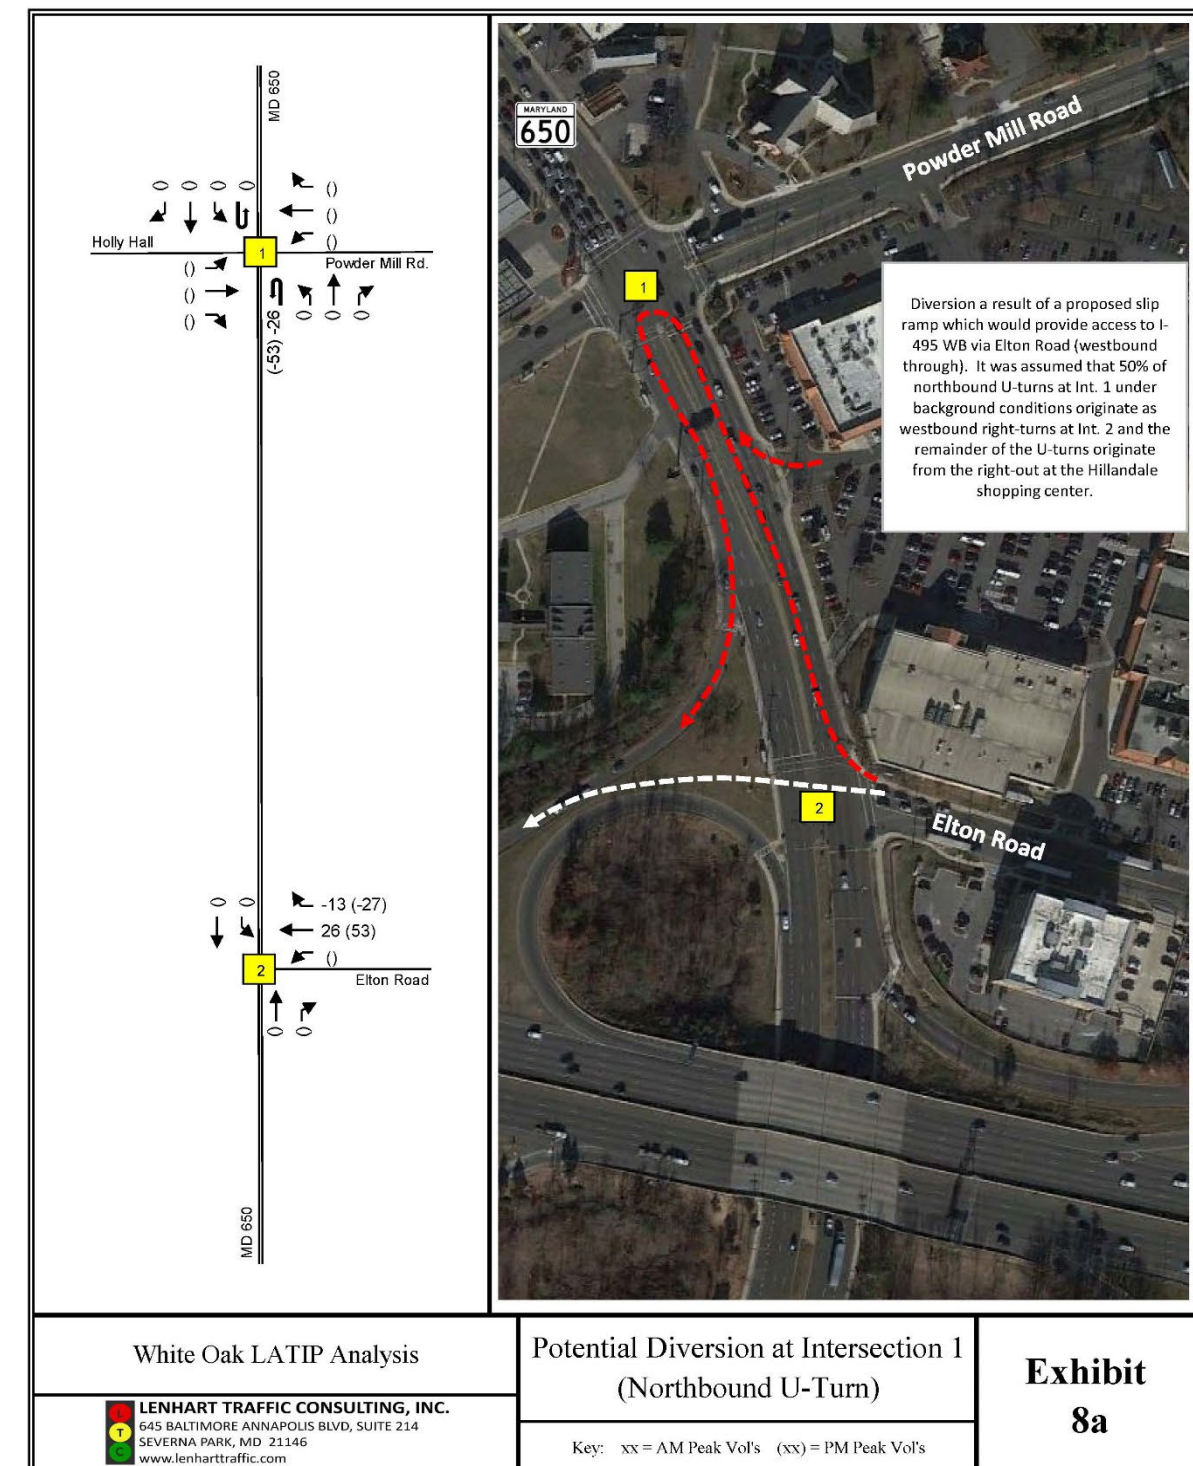 MD 650
() () () ()
()
()
()
Holly Hall
1
Powder Mill Rd.
()
()
()
(-53) -26
() () ()
() ()
-13 (-27)
26 (53)
()
2
Elton Road
() ()
MD 650
MARYLAND
650
Powder Mill Road
1
Diversion a result of a proposed slip
ramp which would provide access to I-
495 WB via Elton Road (westbound
through). It was assumed that 50% of
northbound U-turns at Int. 1 under
background conditions originate as
westbound right-turns at Int. 2 and the
remainder of the U-turns originate
from the right-out at the Hillandale
shopping center.
2
Elton Road
White Oak LATIP Analysis
L
T
C
LENHART TRAFFIC CONSULTING, INC.
645 BALTIMORE ANNAPOLIS BLVD, SUITE 214
SEVERNA PARK, MD 21146
www.lenharttraffic.com
Potential Diversion at Intersection 1
(Northbound U-Turn)
Key: xx = AM Peak Vol's (xx) = PM Peak Vol's
Exhibit
8a